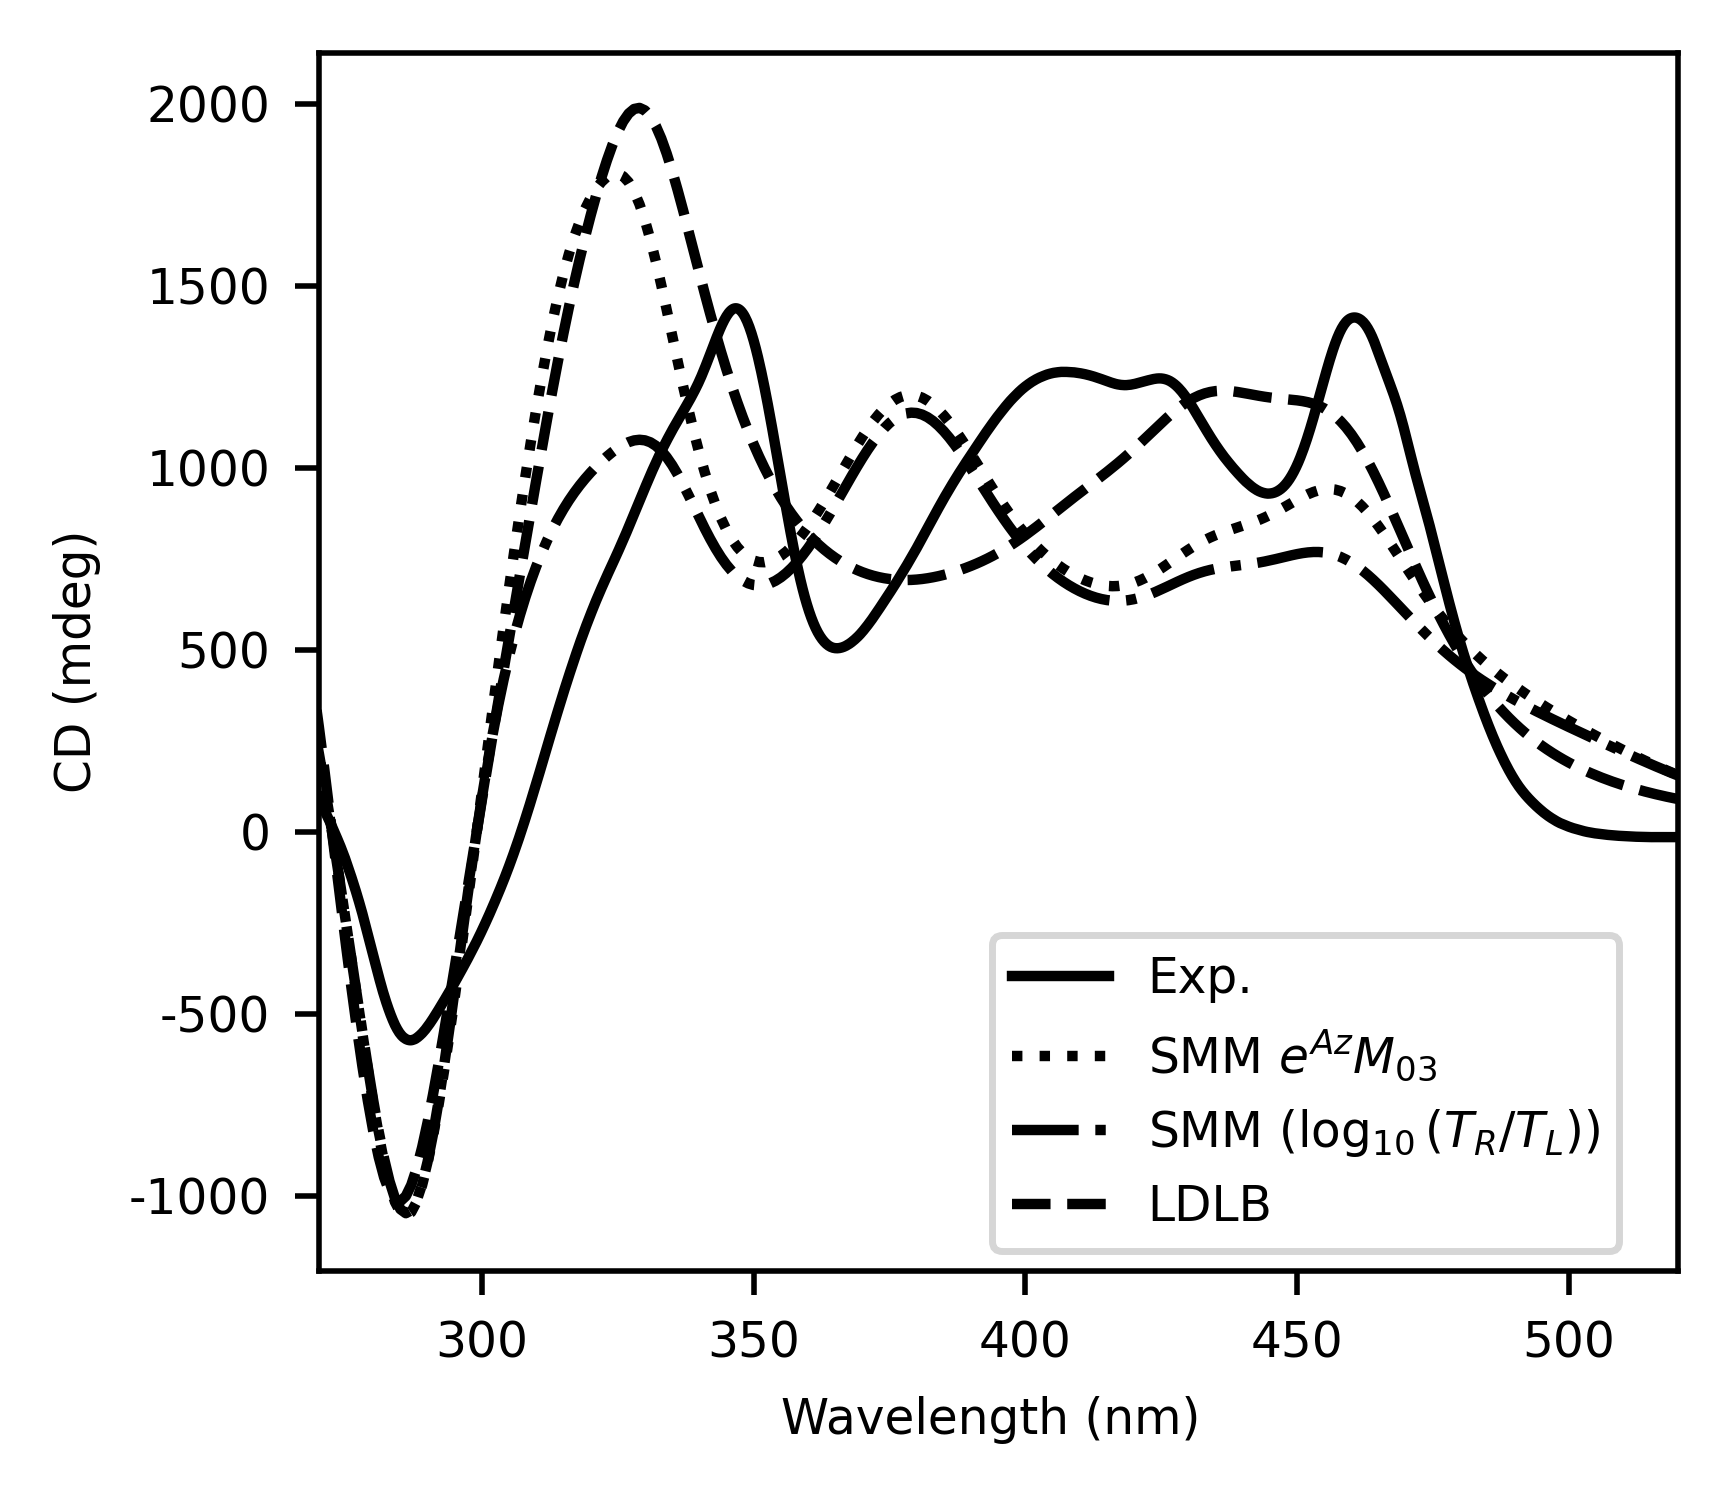 2000
1500
1000
500
0
-500
-1000
CD (mdeg)
300 350 400 450 500
Wavelength (nm)
Exp.
SMM $e^{Az}M_{03}$
SMM $(\log_{10}(T_R/T_L))$
LDLB